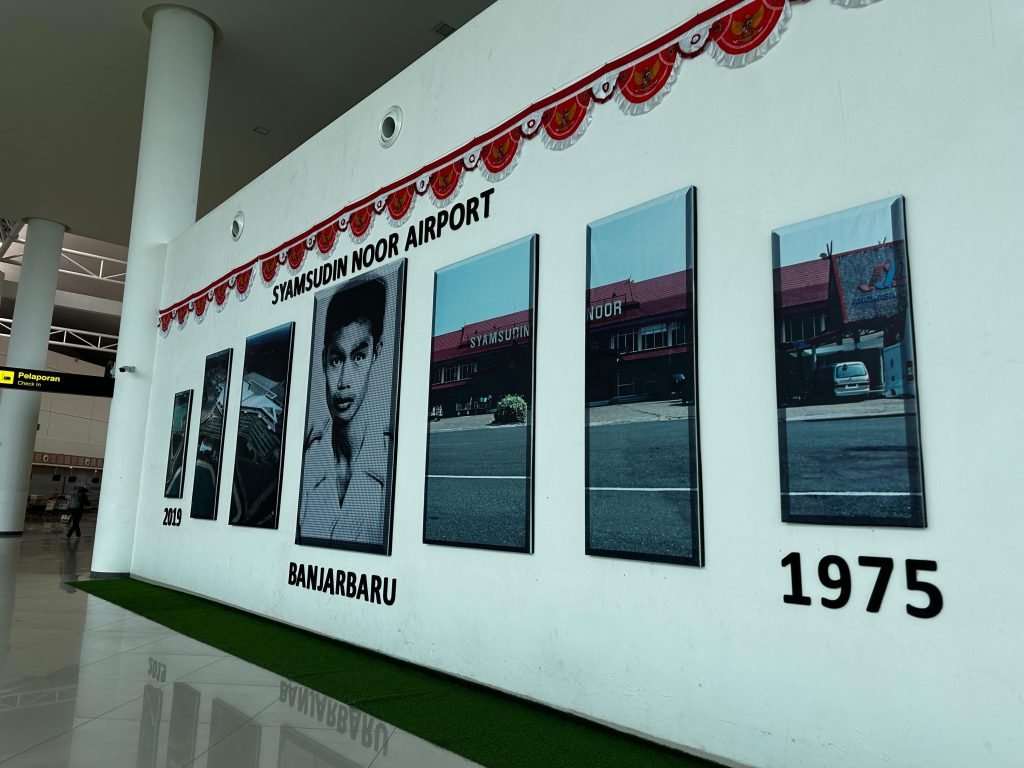 SYAMSUDIN NOOR AIRPORT
Pelaporan
Check in
SYAMSUDIN
NOOR
2019
BANJARBARU
1975